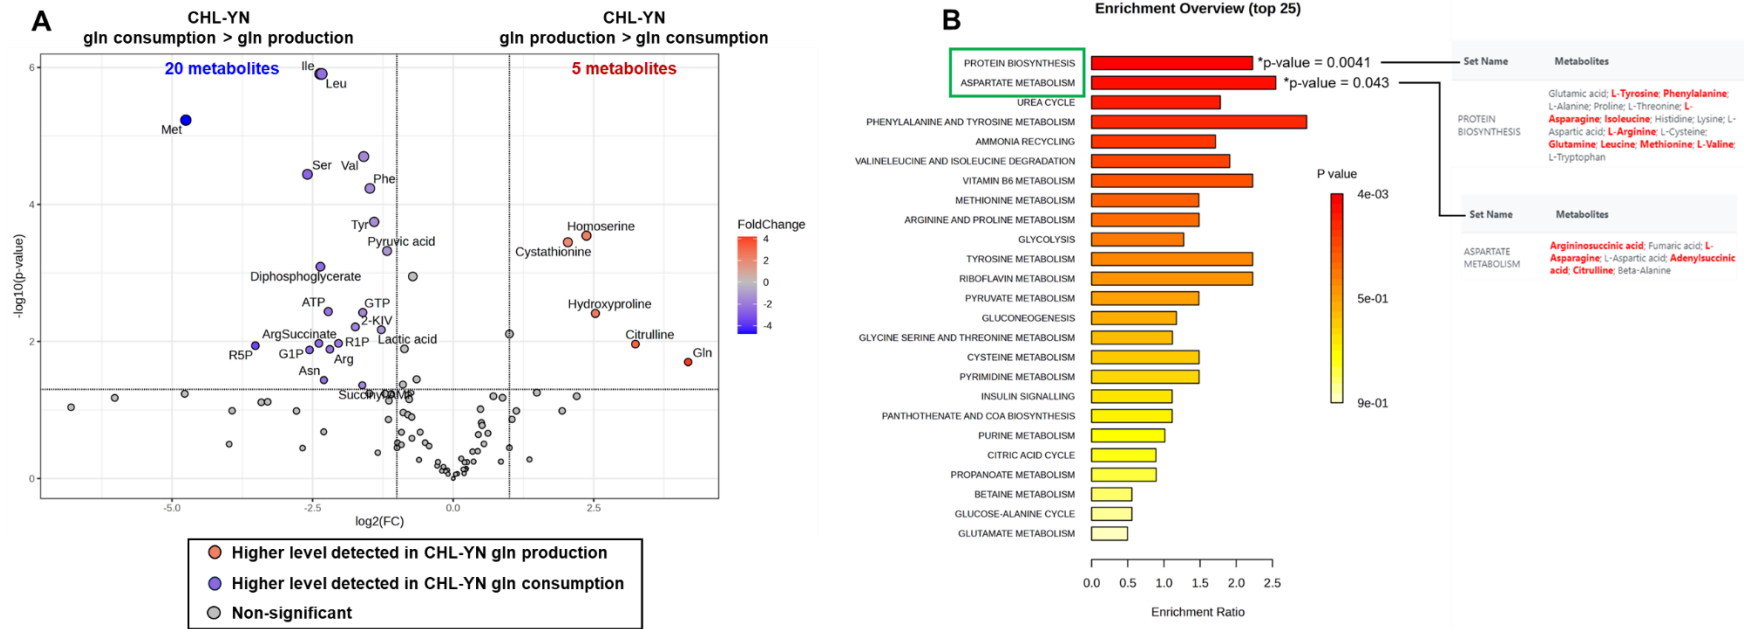 A
CHL-YN
gln consumption > gln production
CHL-YN
gln production > gln consumption
20 metabolites
5 metabolites
Ile
Leu
Met
Ser
Val
Phe
Tyr
Pyruvic acid
Diphosphoglycerate
ATP
GTP
2-KIV
ArgSuccinate
R1P
Lactic acid
R5P
G1P
Arg
Asn
Homoserine
Cystathionine
Hydroxyproline
Citrulline
Gln
-log10(p-value)
6
4
2
0
-5.0
-2.5
0.0
2.5
log2(FC)
FoldChange
4
2
0
-2
-4
Higher level detected in CHL-YN gln production
Higher level detected in CHL-YN gln consumption
Non-significant
B
Enrichment Overview (top 25)
PROTEIN BIOSYNTHESIS
*p-value = 0.0041
ASPARTATE METABOLISM
*p-value = 0.043
UREA CYCLE
PHENYLALANINE AND TYROSINE METABOLISM
AMMONIA RECYCLING
VALINELEUCINE AND ISOLEUCINE DEGRADATION
VITAMIN B6 METABOLISM
METHIONINE METABOLISM
ARGININE AND PROLINE METABOLISM
GLYCOLYSIS
TYROSINE METABOLISM
RIBOFLAVIN METABOLISM
PYRUVATE METABOLISM
GLUCONEOGENESIS
GLYCINE SERINE AND THREONINE METABOLISM
CYSTEINE METABOLISM
PYRIMIDINE METABOLISM
INSULIN SIGNALLING
PANTHOTHENATE AND COA BIOSYNTHESIS
PURINE METABOLISM
CITRIC ACID CYCLE
PROPANOATE METABOLISM
BETAINE METABOLISM
GLUCOSE-ALANINE CYCLE
GLUTAMATE METABOLISM
0.0 0.5 1.0 1.5 2.0 2.5
Enrichment Ratio
P value
4e-03
5e-01
9e-01
Set Name
Metabolites
PROTEIN
BIOSYNTHESIS
Glutamic acid; L-Tyrosine; Phenylalanine;
L-Alanine; Proline; L-Threonine; L-
Asparagine; Isoleucine; Histidine; Lysine; L-
Aspartic acid; L-Arginine; L-Cysteine;
Glutamine; Leucine; Methionine; L-Valine;
L-Tryptophan
Set Name
Metabolites
ASPARTATE
METABOLISM
Argininosuccinic acid; Fumaric acid; L-
Asparagine; L-Aspartic acid; Adenylsuccinic
acid; Citrulline; Beta-Alanine